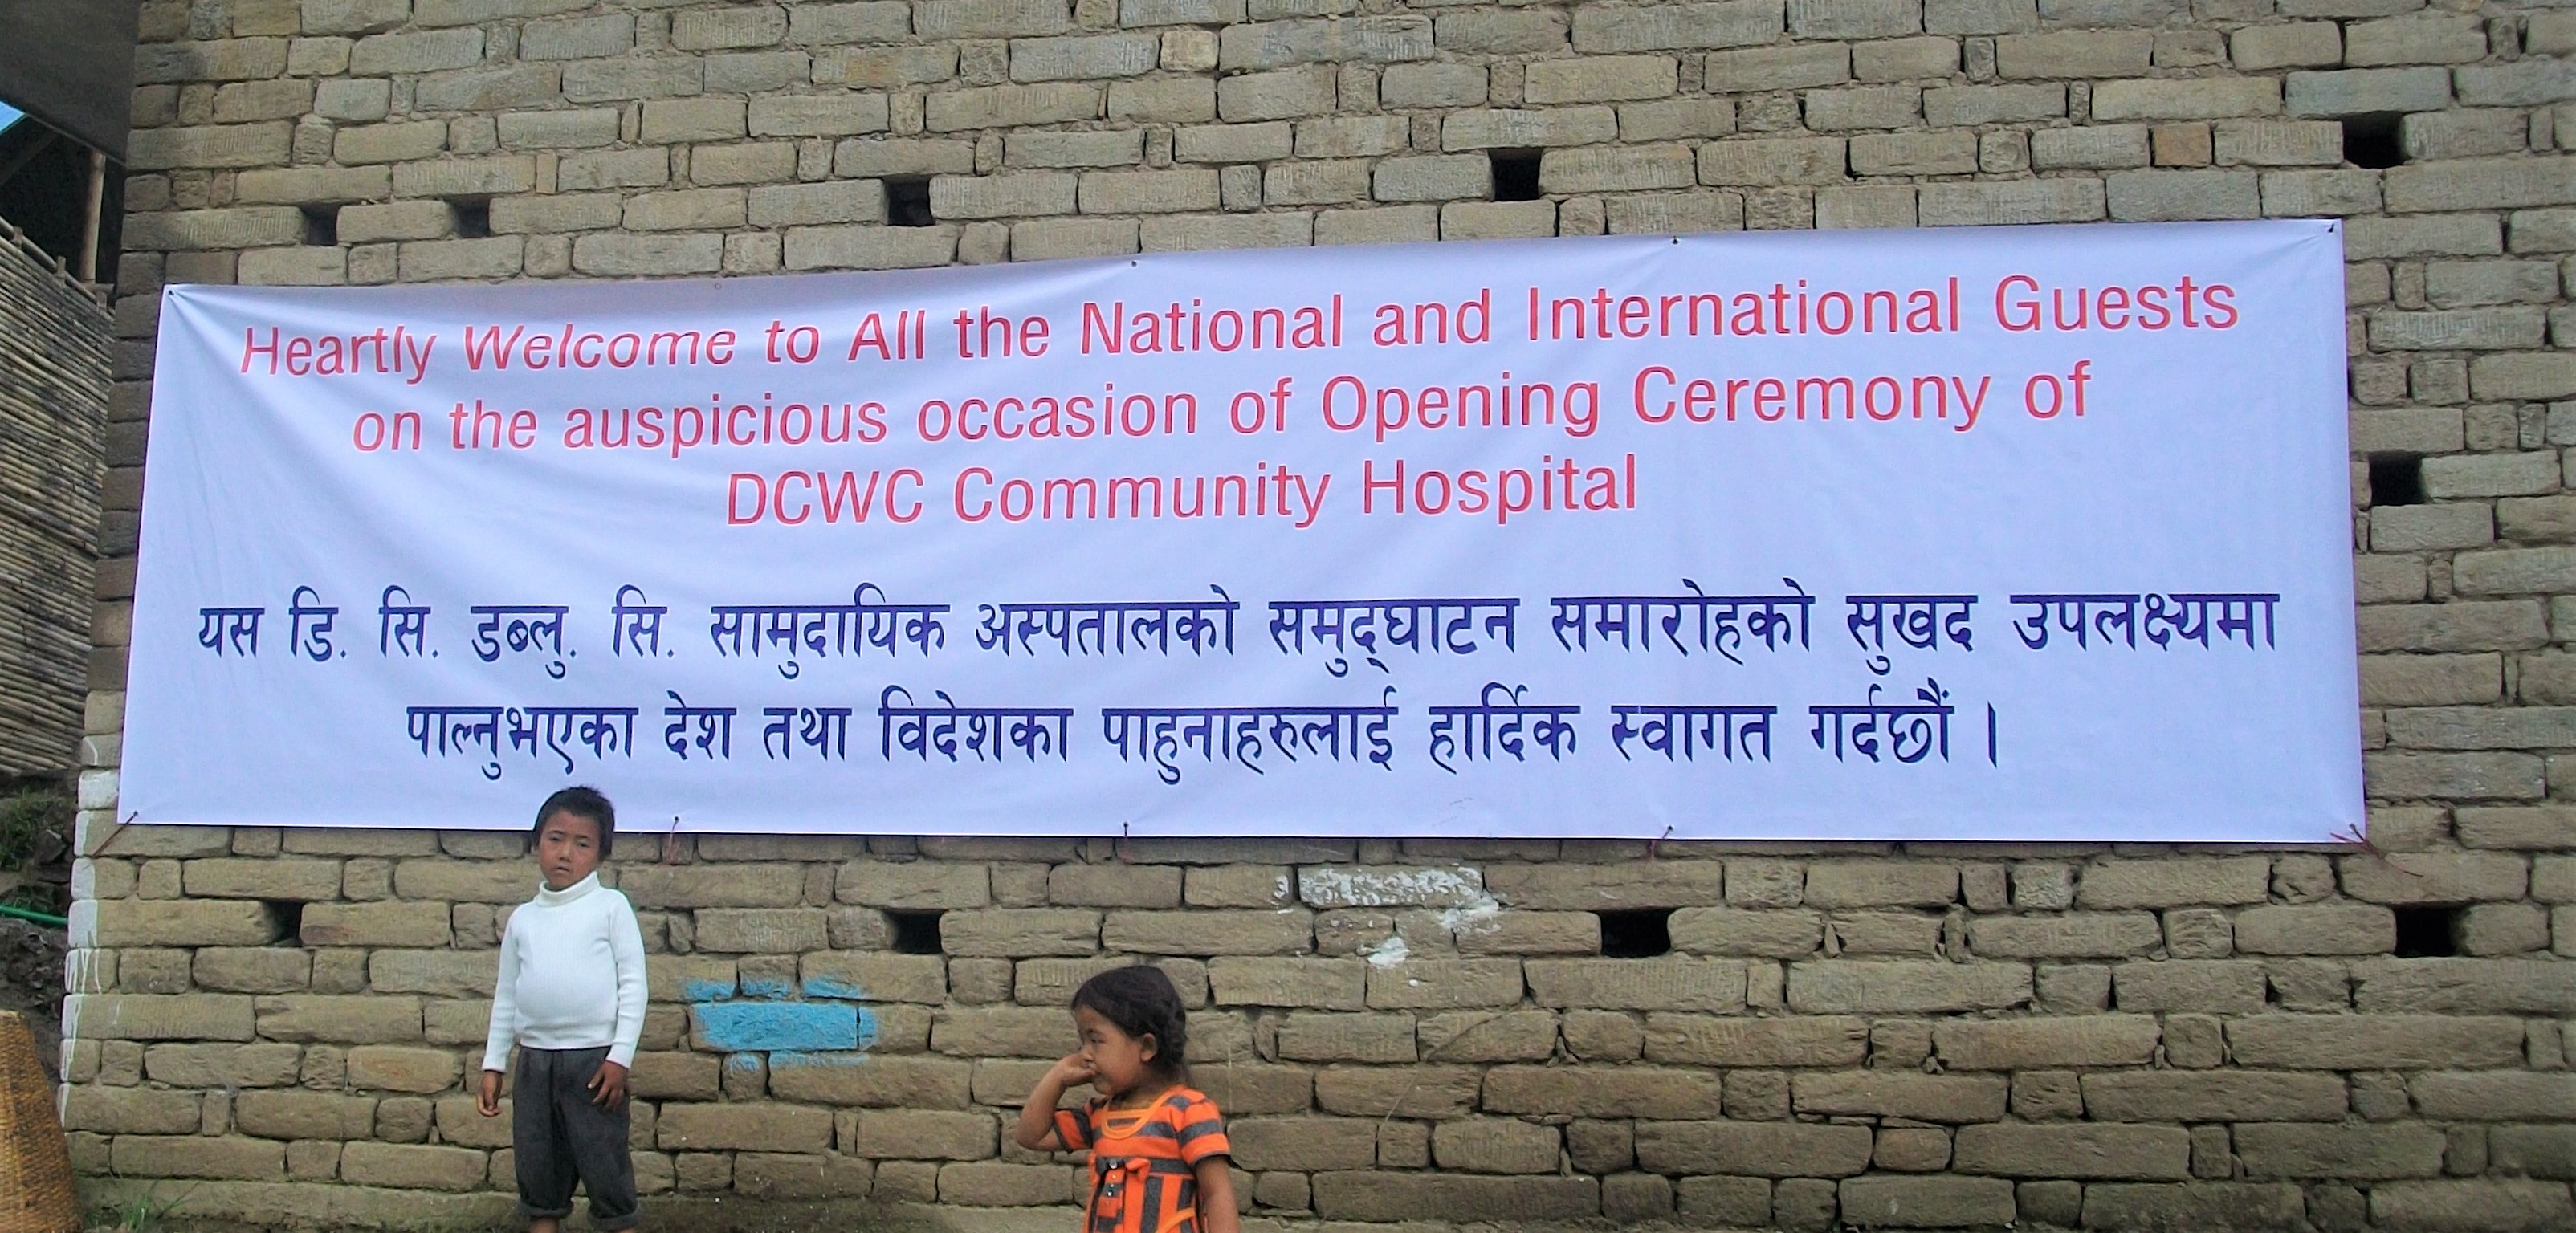 Heartly Welcome to All the National and International Guests
on the auspicious occasion of Opening Ceremony of
DCWC Community Hospital
यस डि. सि. डब्लु. सि. सामुदायिक अस्पतालको समुद्घाटन समारोहको सुखद उपलक्ष्यमा
पाल्नुभएका देश तथा विदेशका पाहुनाहरुलाई हार्दिक स्वागत गर्दछौं ।